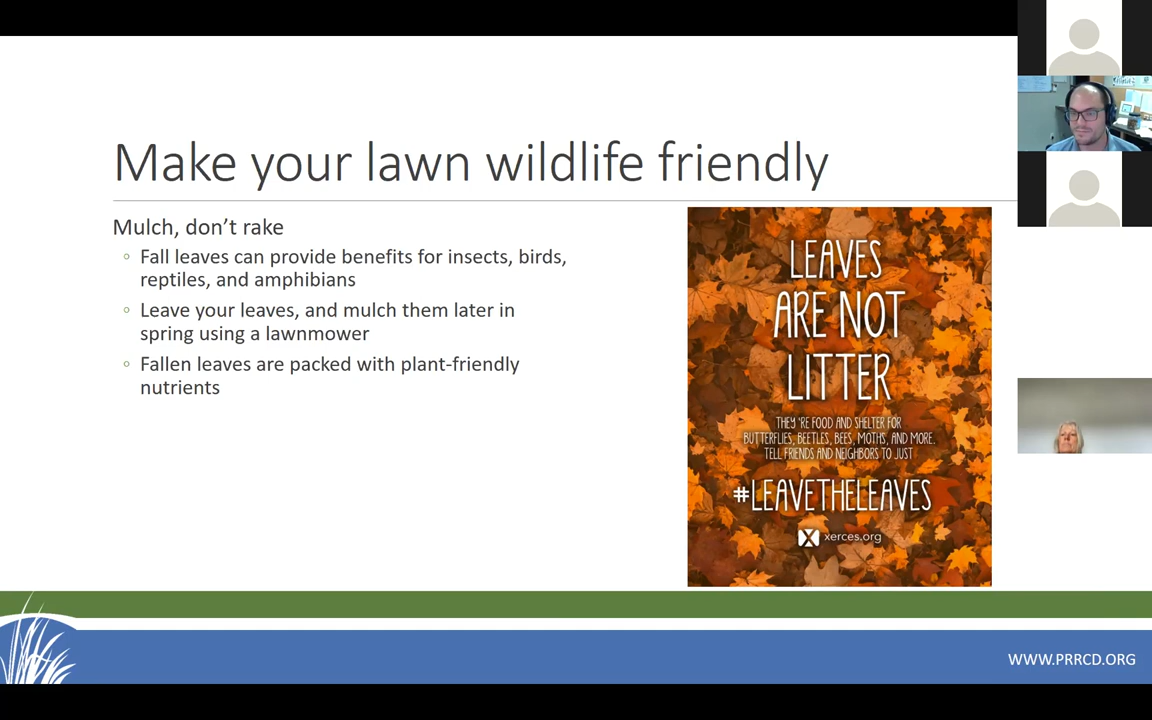 Make your lawn wildlife friendly
Mulch, don't rake
◦ Fall leaves can provide benefits for insects, birds,
reptiles, and amphibians
◦ Leave your leaves, and mulch them later in
spring using a lawnmower
◦ Fallen leaves are packed with plant-friendly
nutrients
LEAVES
ARE NOT
LITTER
THEY 'RE FOOD AND SHELTER FOR
BUTTERFLIES, BEETLES, BEES, MOTHS, AND MORE.
TELL FRIENDS AND NEIGHBORS TO JUST
#LEAVETHELEAVES
xerces.org
WWW.PRRCD.ORG